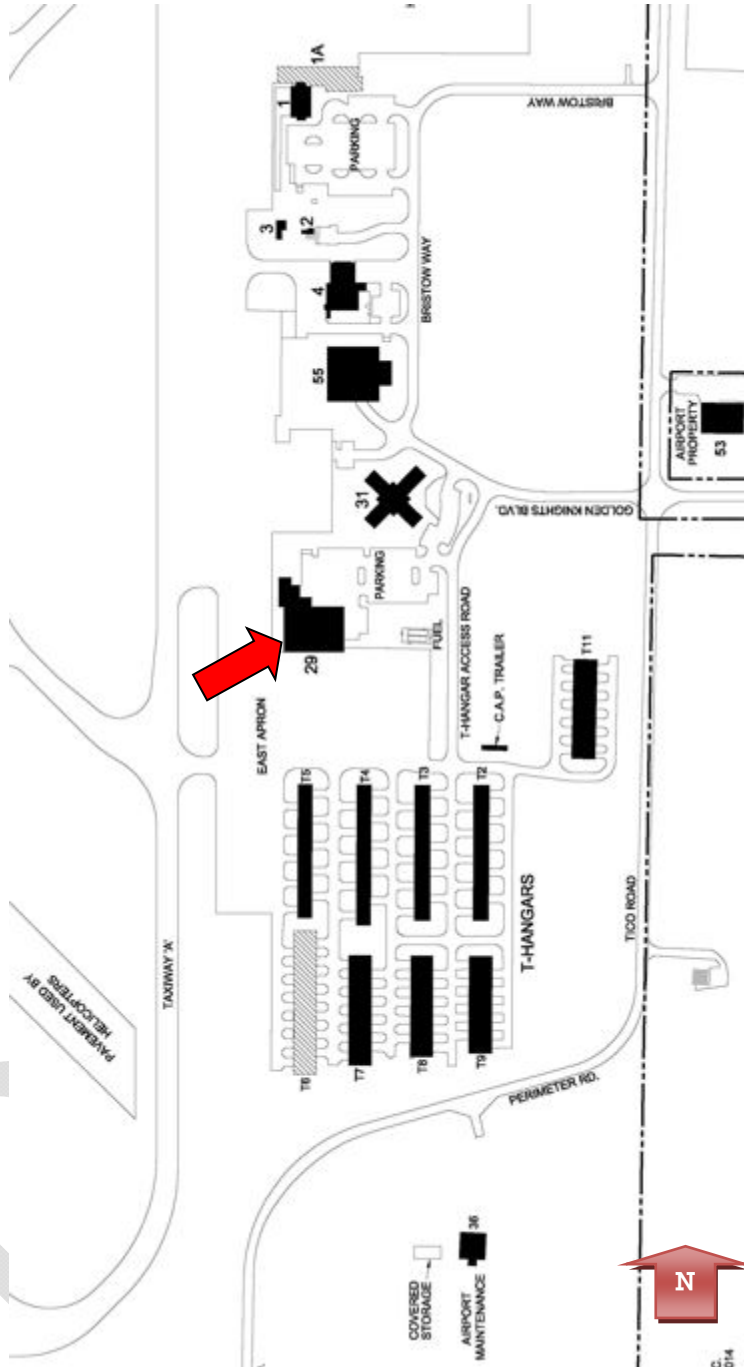 1A
1
PARKING
BRISTOW WAY
3
2
4
BRISTOW WAY
55
AIRPORT
PROPERTY
53
31
GOLDEN KNIGHTS BLVD.
PARKING
29
FUEL
T-HANGAR ACCESS ROAD
C.A.P. TRAILER
T11
EAST APRON
T5
T4
T3
T2
T-HANGARS
TICO ROAD
TAXIWAY 'A'
PAVEMENT USED BY
HELICOPTERS
T6
T7
T8
T9
PERIMETER RD.
36
COVERED
STORAGE
AIRPORT
MAINTENANCE
N
C.
014